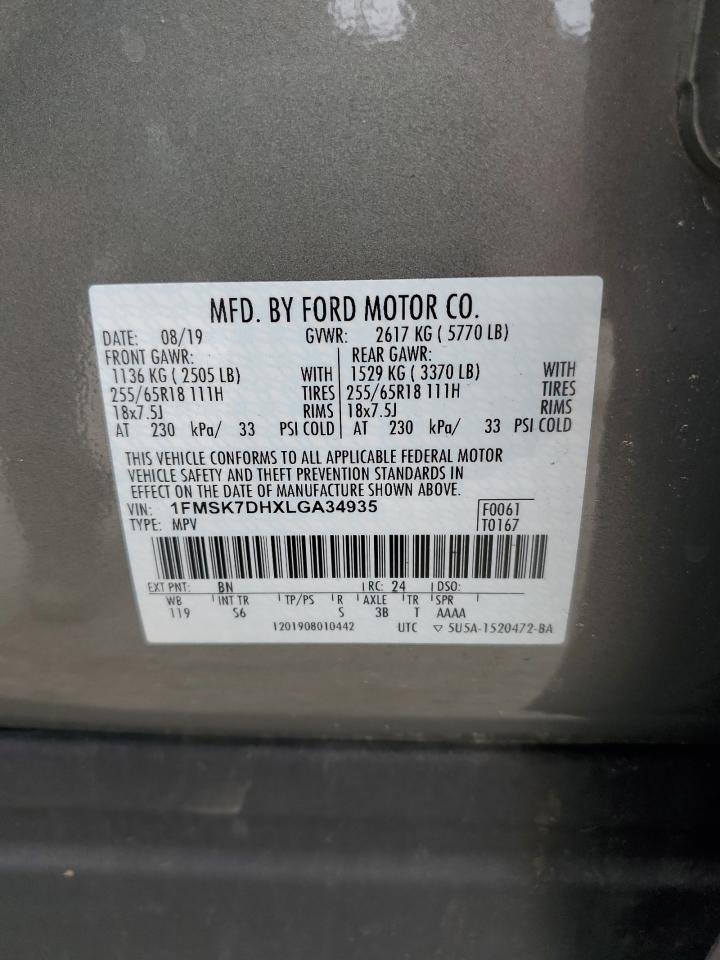 MFD. BY FORD MOTOR CO.
DATE: 08/19 GVWR: 2617 KG ( 5770 LB)
FRONT GAWR: REAR GAWR:
1136 KG ( 2505 LB) WITH 1529 KG ( 3370 LB) WITH
255/65R18 111H TIRES 255/65R18 111H TIRES
18x7.5J RIMS 18x7.5J RIMS
AT 230 kPa/ 33 PSI COLD AT 230 kPa/ 33 PSI COLD
THIS VEHICLE CONFORMS TO ALL APPLICABLE FEDERAL MOTOR
VEHICLE SAFETY AND THEFT PREVENTION STANDARDS IN
EFFECT ON THE DATE OF MANUFACTURE SHOWN ABOVE.
VIN: 1FMSK7DHXLGA34935 F0061
TYPE: MPV T0167
EXT PNT: BN RC: 24 DSO:
WB INT TR TP/PS R AXLE TR SPR
119 S6 S 3B T AAAA
1201908010442 UTC ▽ 5U5A-1520472-BA